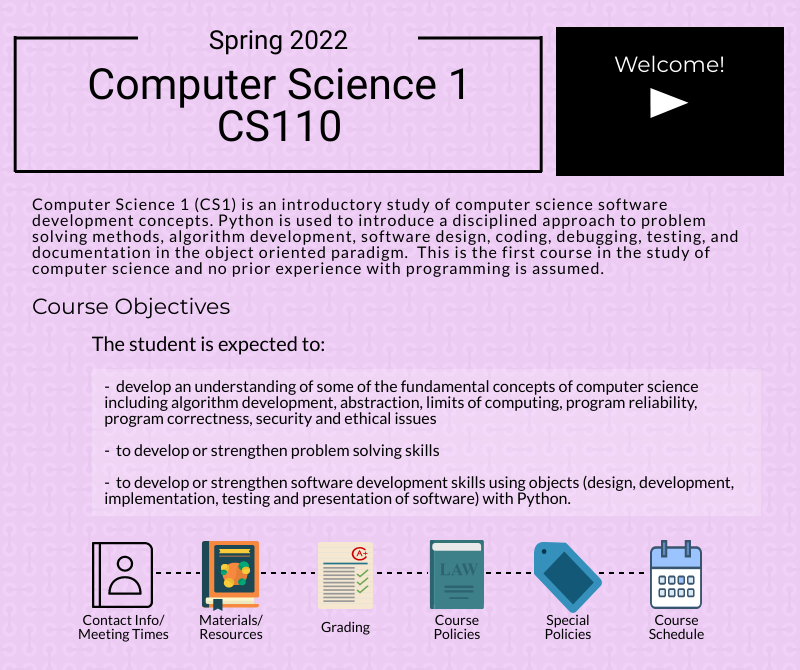 Spring 2022
Computer Science 1
CS110
Welcome!
Computer Science 1 (CS1) is an introductory study of computer science software
development concepts. Python is used to introduce a disciplined approach to problem
solving methods, algorithm development, software design, coding, debugging, testing, and
documentation in the object oriented paradigm.  This is the first course in the study of
computer science and no prior experience with programming is assumed.
Course Objectives
The student is expected to:
-  develop an understanding of some of the fundamental concepts of computer science
including algorithm development, abstraction, limits of computing, program reliability,
program correctness, security and ethical issues
-  to develop or strengthen problem solving skills
-  to develop or strengthen software development skills using objects (design, development,
implementation, testing and presentation of software) with Python.
A+
LAW
Contact Info/
Meeting Times
Materials/
Resources
Grading
Course
Policies
Special
Policies
Course
Schedule